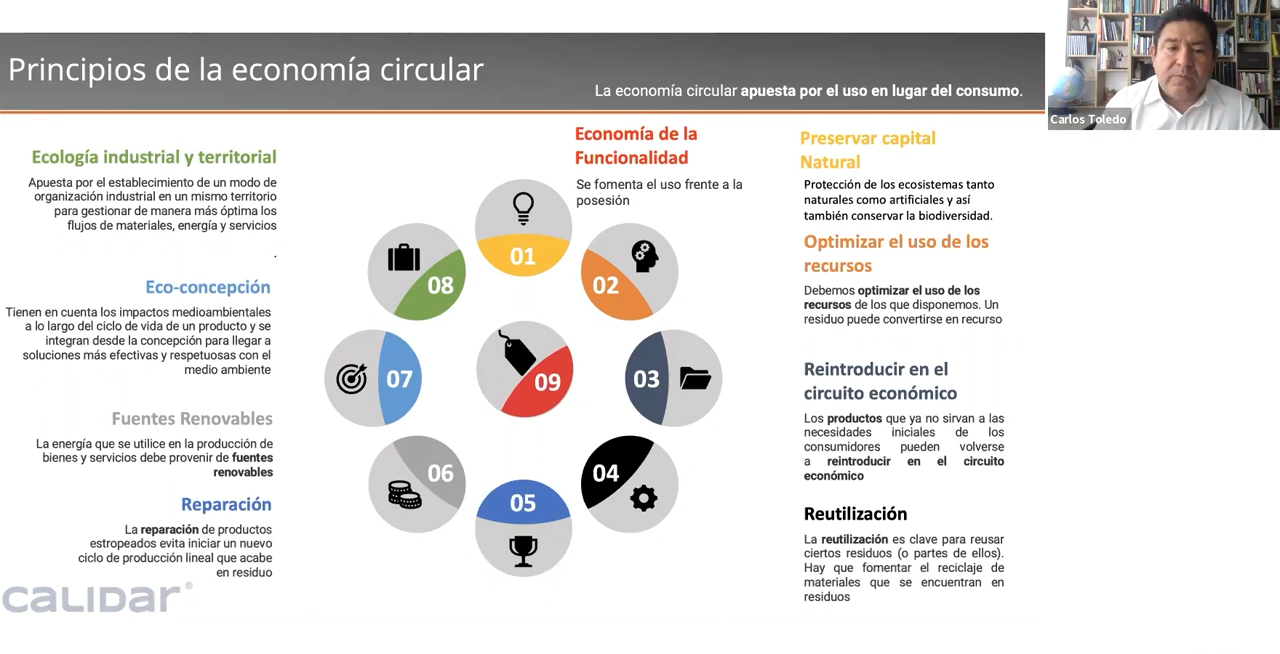 Principios de la economía circular
La economía circular apuesta por el uso en lugar del consumo.
Carlos Toledo
Ecología industrial y territorial
Apuesta por el establecimiento de un modo de
organización industrial en un mismo territorio
para gestionar de manera más óptima los
flujos de materiales, energía y servicios
.
Eco-concepción
Tienen en cuenta los impactos medioambientales
a lo largo del ciclo de vida de un producto y se
integran desde la concepción para llegar a
soluciones más efectivas y respetuosas con el
medio ambiente
Fuentes Renovables
La energía que se utilice en la producción de
bienes y servicios debe provenir de fuentes
renovables
Reparación
La reparación de productos
estropeados evita iniciar un nuevo
ciclo de producción lineal que acabe
en residuo
CALIDAR®
Economía de la
Funcionalidad
Se fomenta el uso frente a la
posesión
01
02
03
04
05
06
07
08
09
Preservar capital
Natural
Protección de los ecosistemas tanto
naturales como artificiales y así
también conservar la biodiversidad.
Optimizar el uso de los
recursos
Debemos optimizar el uso de los
recursos de los que disponemos. Un
residuo puede convertirse en recurso
Reintroducir en el
circuito económico
Los productos que ya no sirvan a las
necesidades iniciales de los
consumidores pueden volverse
a reintroducir en el circuito
económico
Reutilización
La reutilización es clave para reusar
ciertos residuos (o partes de ellos).
Hay que fomentar el reciclaje de
materiales que se encuentran en
residuos